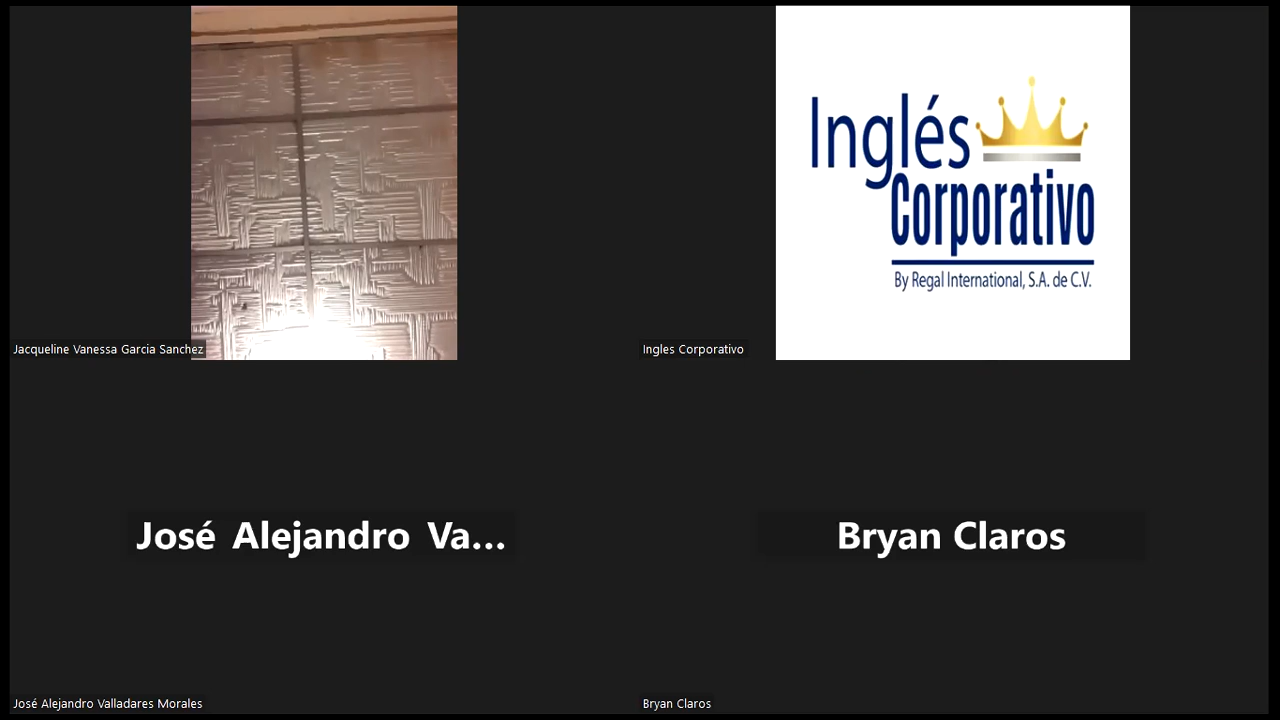 Inglés
Corporativo
By Regal International, S.A. de C.V.
Jacqueline Vanessa Garcia Sanchez
Ingles Corporativo
José Alejandro Va...
Bryan Claros
José Alejandro Valladares Morales
Bryan Claros